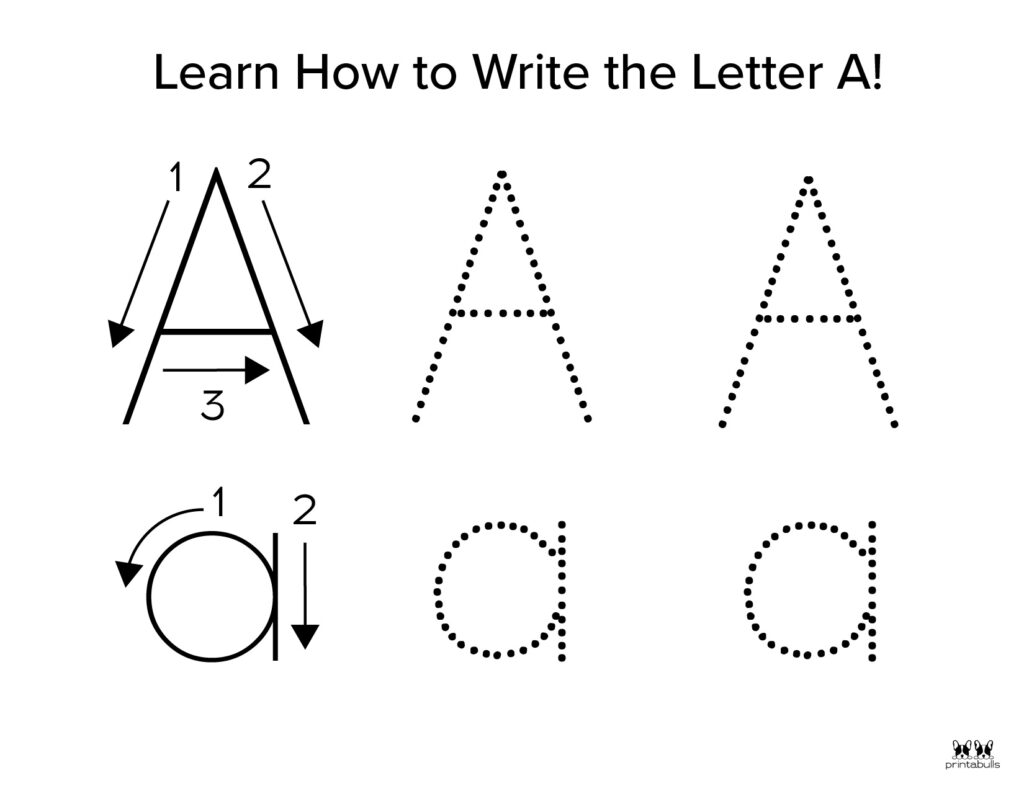 Learn How to Write the Letter A!
1 A 2 A A
3
1 2
a a a
printabulls